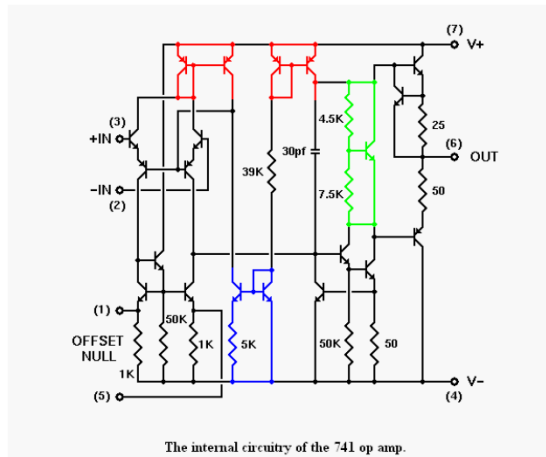 (7)
V+
4.5K
25
(3)
+IN
(6)
OUT
30pf
39K
-IN
7.5K
50
(2)
(1)
50K
1K
5K
50K
50
OFFSET
NULL
1K
V-
(5)
(4)
The internal circuitry of the 741 op amp.